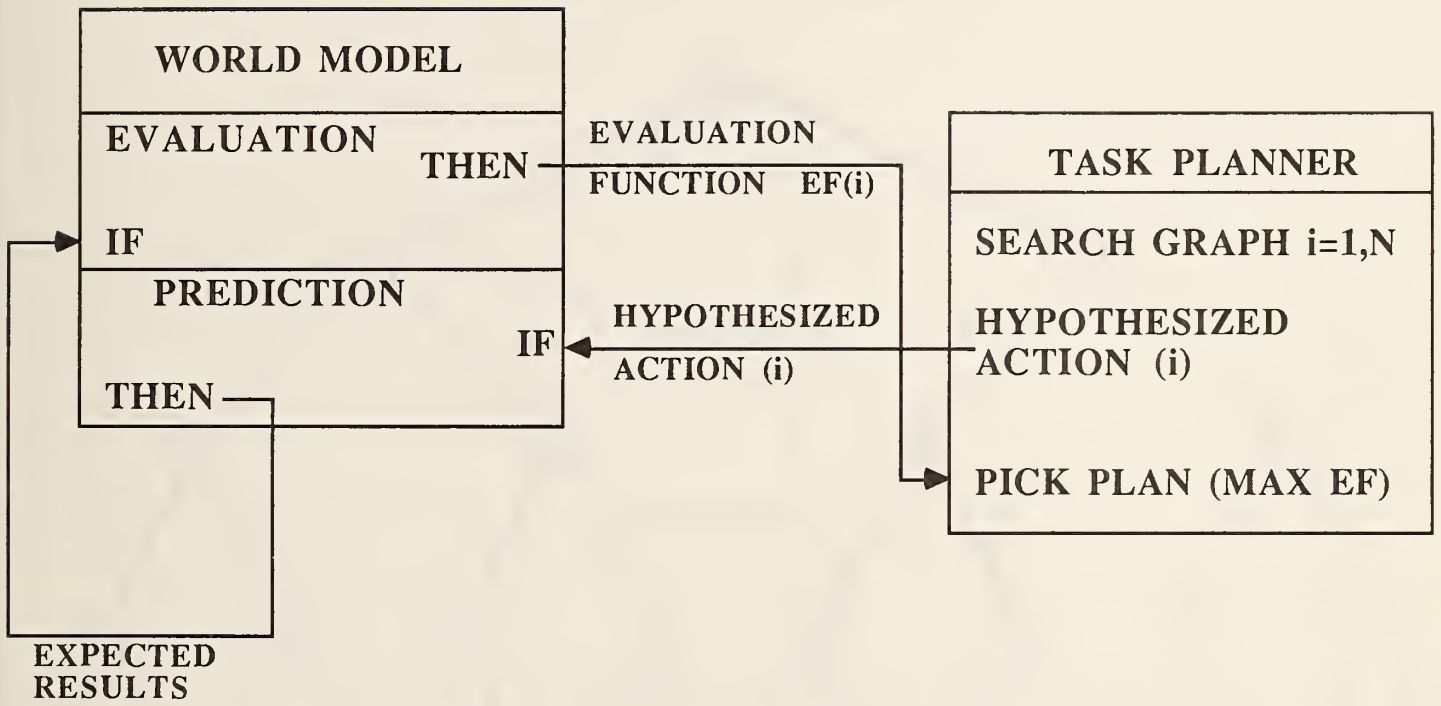 WORLD MODEL
EVALUATION
THEN
IF
PREDICTION
IF
THEN
EXPECTED
RESULTS
EVALUATION
FUNCTION EF(i)
HYPOTHESIZED
ACTION (i)
TASK PLANNER
SEARCH GRAPH i=1,N
HYPOTHESIZED
ACTION (i)
PICK PLAN (MAX EF)